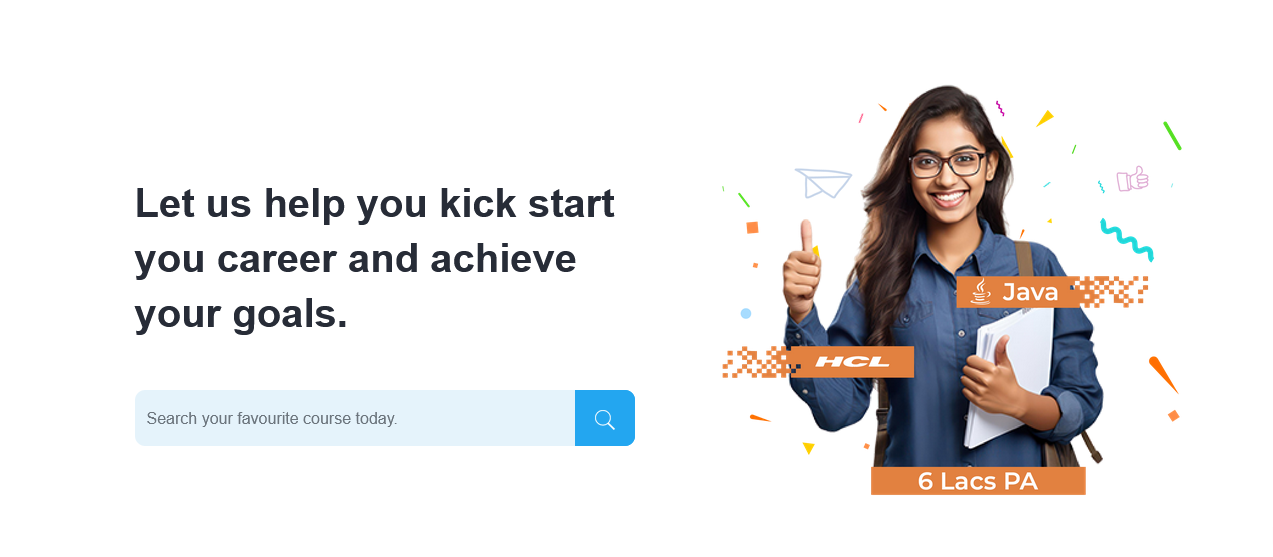 Let us help you kick start
you career and achieve
your goals.
Search your favourite course today.
Java
HCL
6 Lacs PA